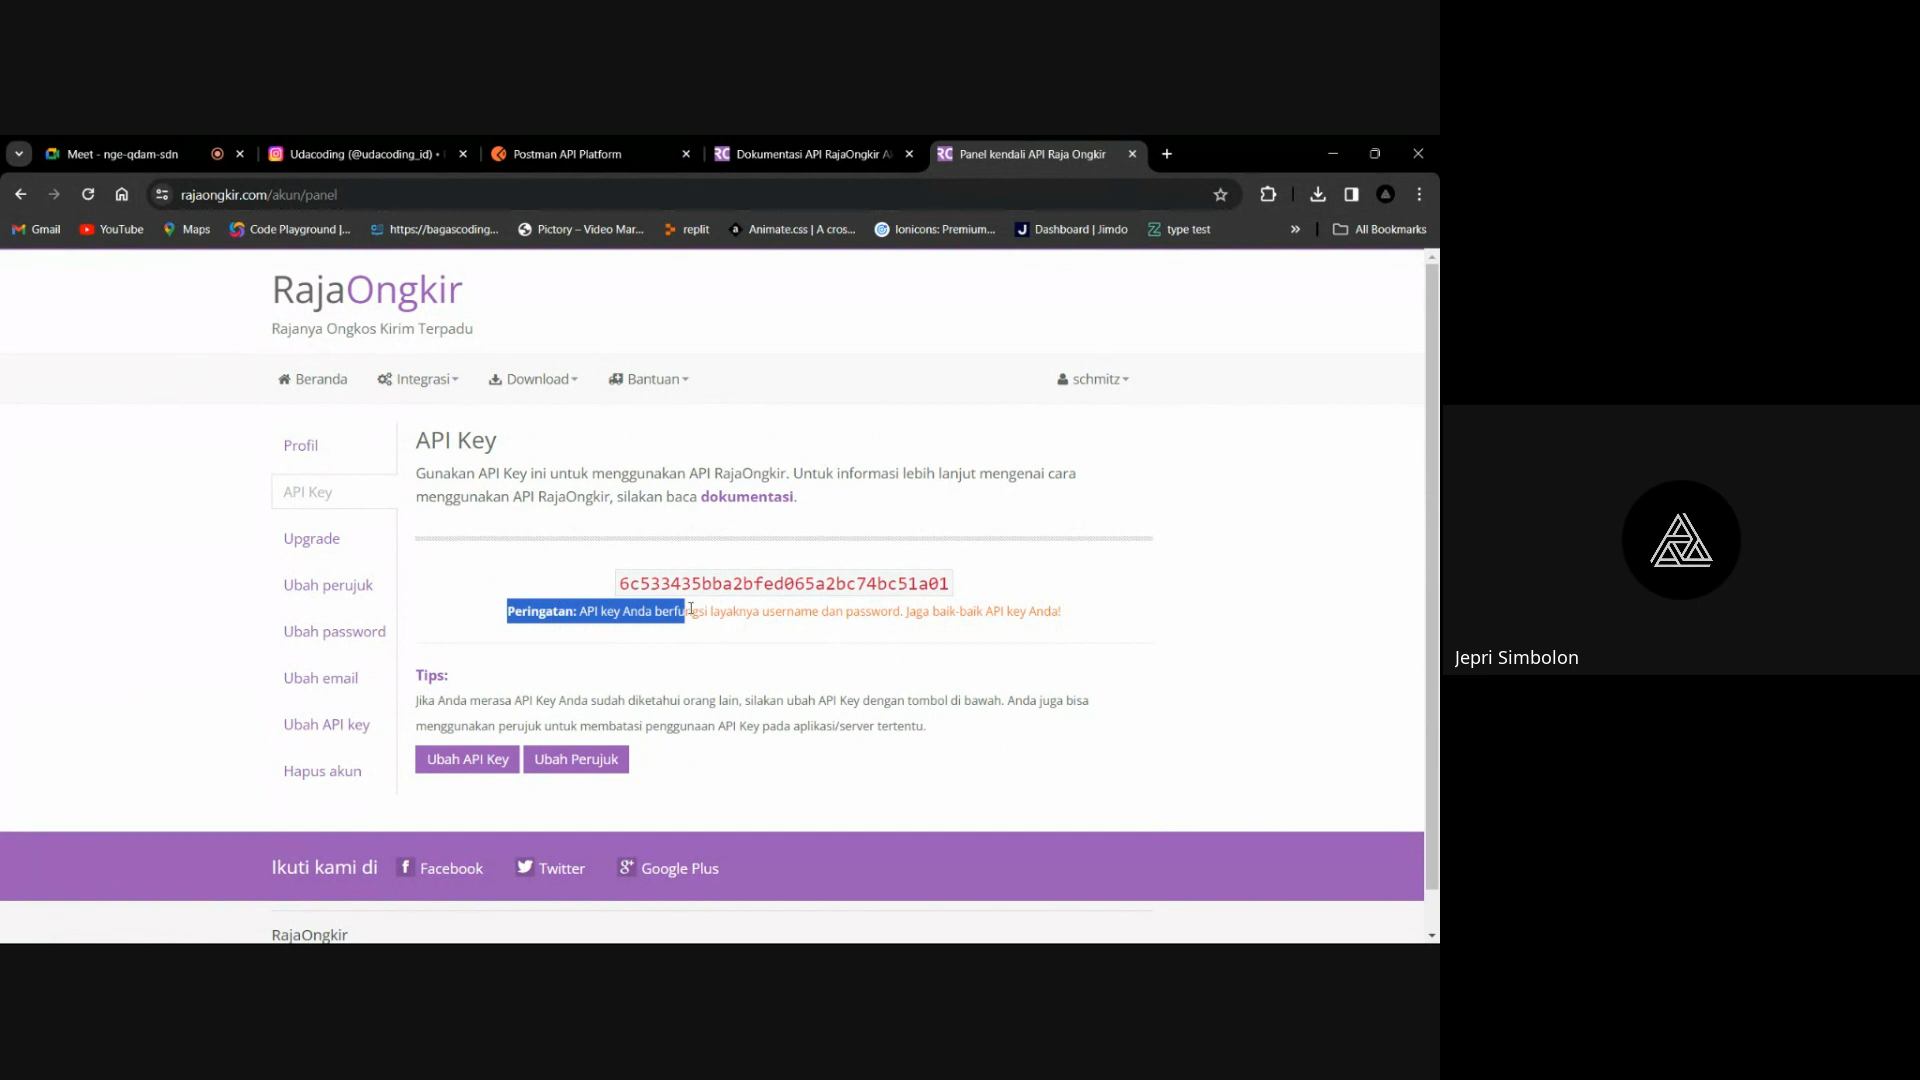 Meet - nge-qdam-sdn
Udacoding (@udacoding_id) •
Postman API Platform
Dokumentasi API RajaOngkir A
Panel kendali API Raja Ongkir
rajaongkir.com/akun/panel
Gmail
YouTube
Maps
Code Playground |...
https://bagascoding...
Pictory – Video Mar...
replit
Animate.css | A cros...
Ionicons: Premium...
Dashboard | Jimdo
type test
All Bookmarks
RajaOngkir
Rajanya Ongkos Kirim Terpadu
Beranda
Integrasi
Download
Bantuan
schmitz
Profil
API Key
Upgrade
Ubah perujuk
Ubah password
Ubah email
Ubah API key
Hapus akun
API Key
Gunakan API Key ini untuk menggunakan API RajaOngkir. Untuk informasi lebih lanjut mengenai cara
menggunakan API RajaOngkir, silakan baca dokumentasi.
6c533435bba2bfed065a2bc74bc51a01
Peringatan: API key Anda berfungsi layaknya username dan password. Jaga baik-baik API key Anda!
Tips:
Jika Anda merasa API Key Anda sudah diketahui orang lain, silakan ubah API Key dengan tombol di bawah. Anda juga bisa
menggunakan perujuk untuk membatasi penggunaan API Key pada aplikasi/server tertentu.
Ubah API Key
Ubah Perujuk
Ikuti kami di
Facebook
Twitter
Google Plus
RajaOngkir
Jepri Simbolon